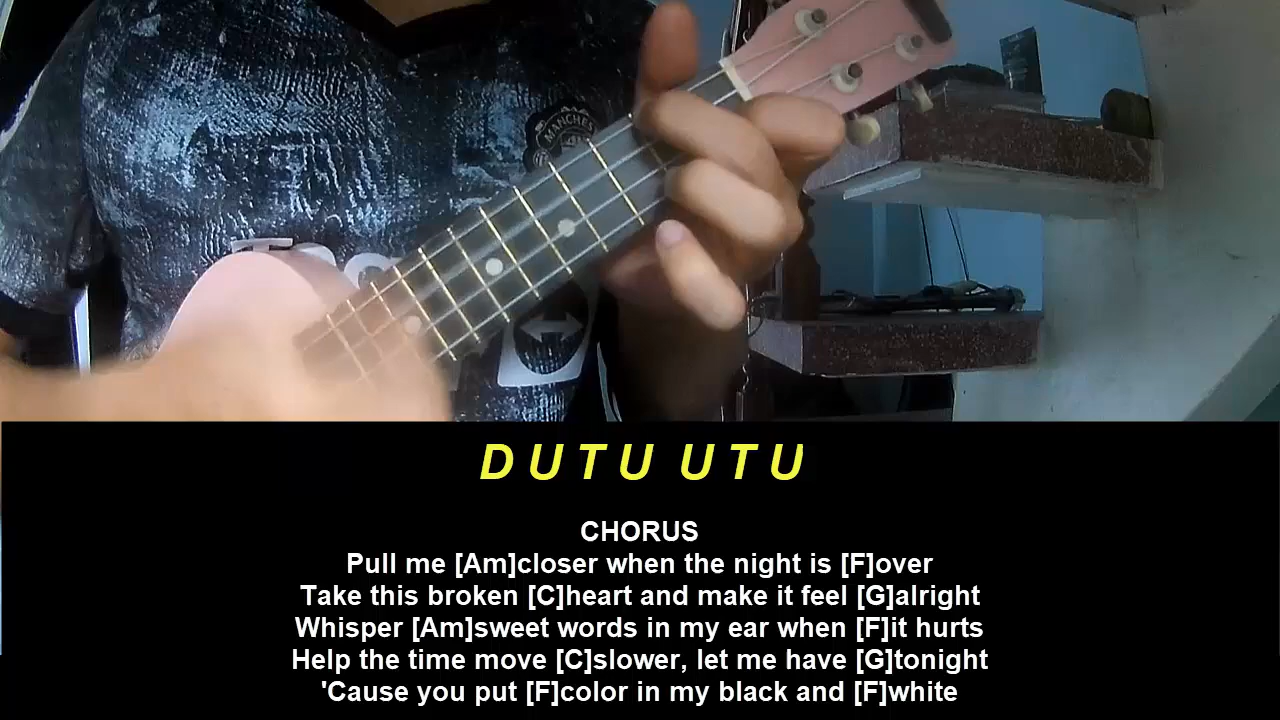 MANCHES
D U T U U T U
CHORUS
Pull me [Am]closer when the night is [F]over
Take this broken [C]heart and make it feel [G]alright
Whisper [Am]sweet words in my ear when [F]it hurts
Help the time move [C]slower, let me have [G]tonight
'Cause you put [F]color in my black and [F]white